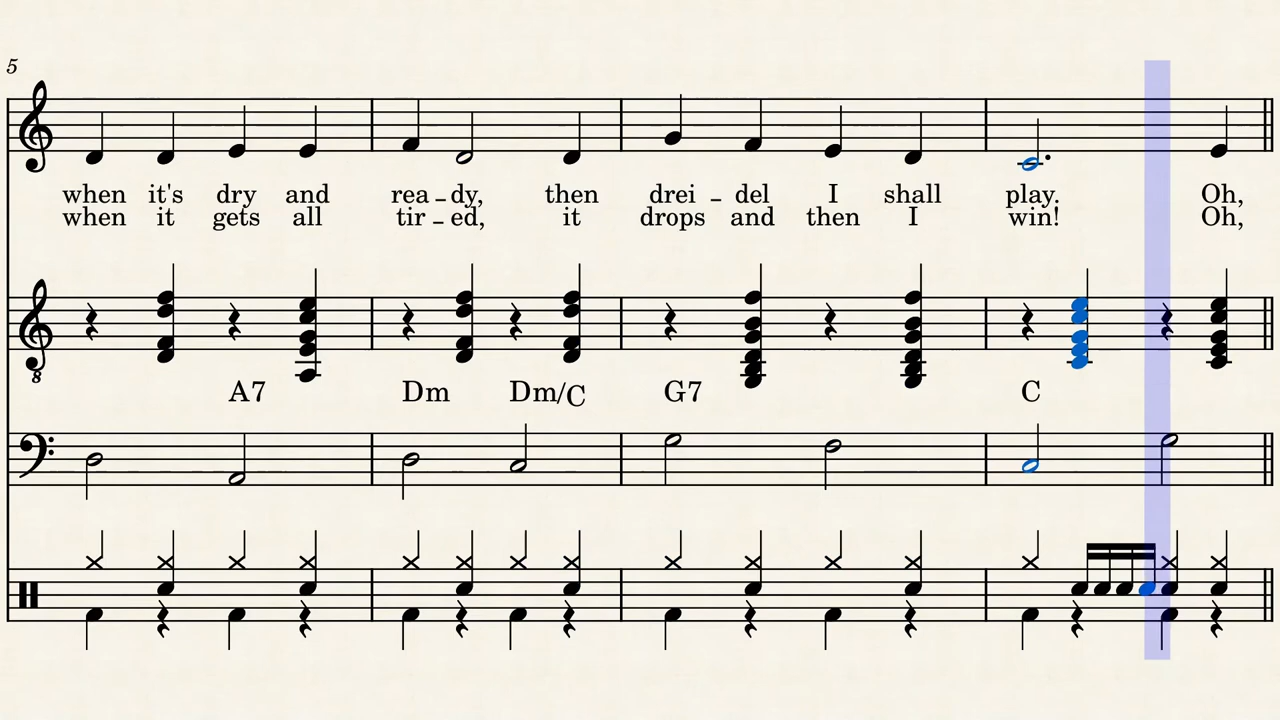 5
when it's dry and rea – dy, then drei – del I shall play. Oh,
when it gets all tir – ed, it drops and then I win! Oh,
8
A7 Dm Dm/C G7 C